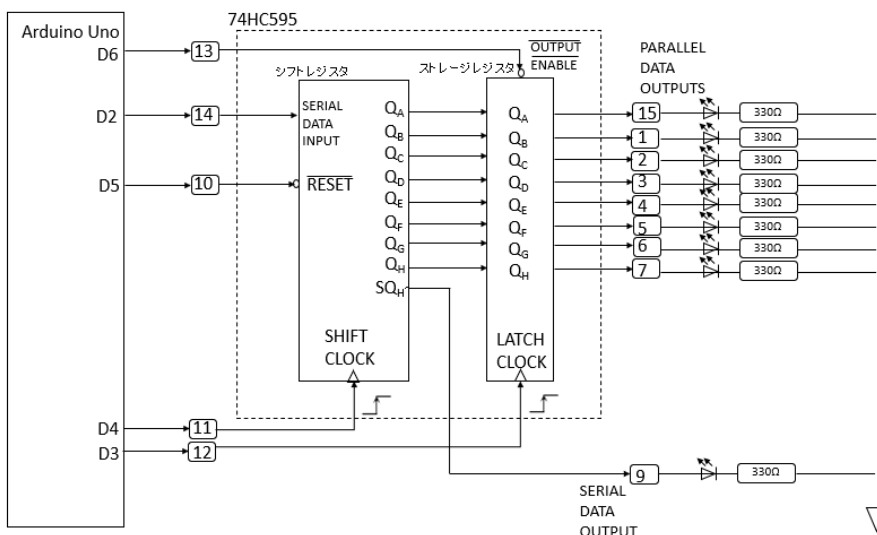 74HC595
Arduino Uno
D6
13
OUTPUT
ENABLE
シフトレジスタ
ストレージレジスタ
PARALLEL
DATA
OUTPUTS
D2
14
SERIAL
DATA
INPUT
D5
10
RESET
QA
QB
QC
QD
QE
QF
QG
QH
SQH
SHIFT
CLOCK
QA
QB
QC
QD
QE
QF
QG
QH
LATCH
CLOCK
15
330Ω
1
330Ω
2
330Ω
3
330Ω
4
330Ω
5
330Ω
6
330Ω
7
330Ω
D4
11
D3
12
9
330Ω
SERIAL
DATA
OUTPUT